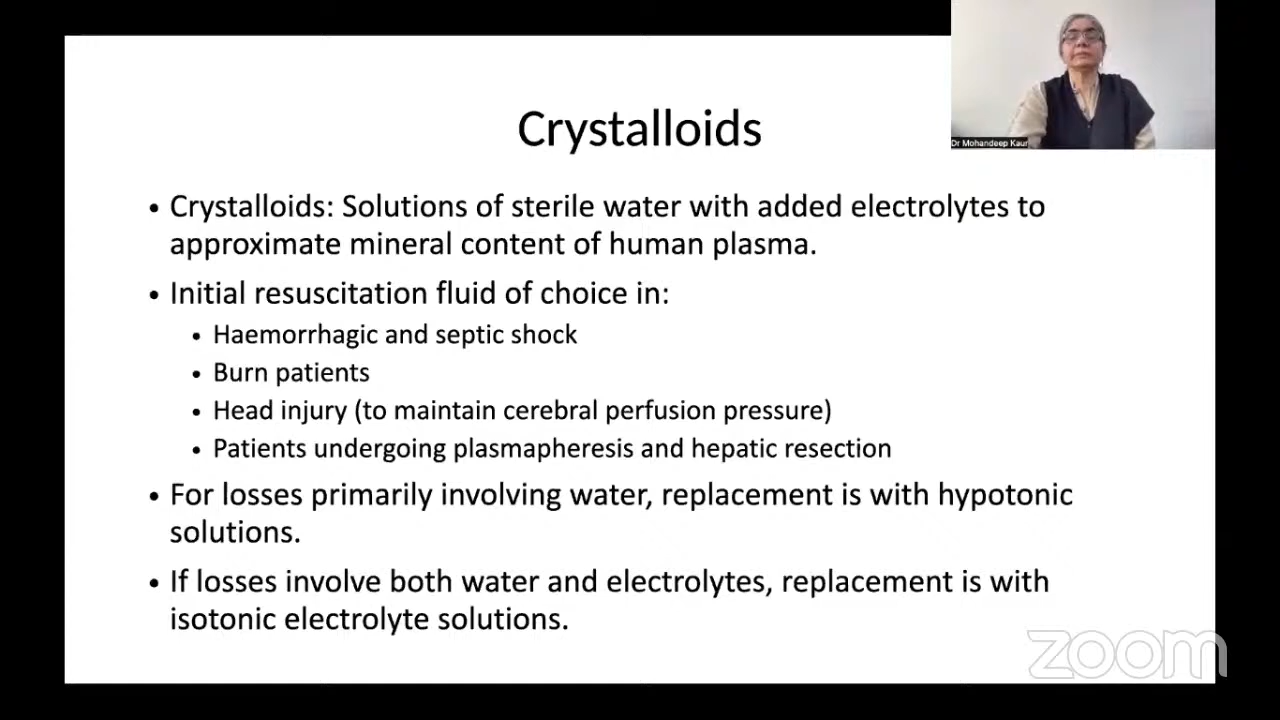 Crystalloids
Dr Mohandeep Kaur
• Crystalloids: Solutions of sterile water with added electrolytes to
approximate mineral content of human plasma.
• Initial resuscitation fluid of choice in:
• Haemorrhagic and septic shock
• Burn patients
• Head injury (to maintain cerebral perfusion pressure)
• Patients undergoing plasmapheresis and hepatic resection
• For losses primarily involving water, replacement is with hypotonic
solutions.
• If losses involve both water and electrolytes, replacement is with
isotonic electrolyte solutions.
zoom